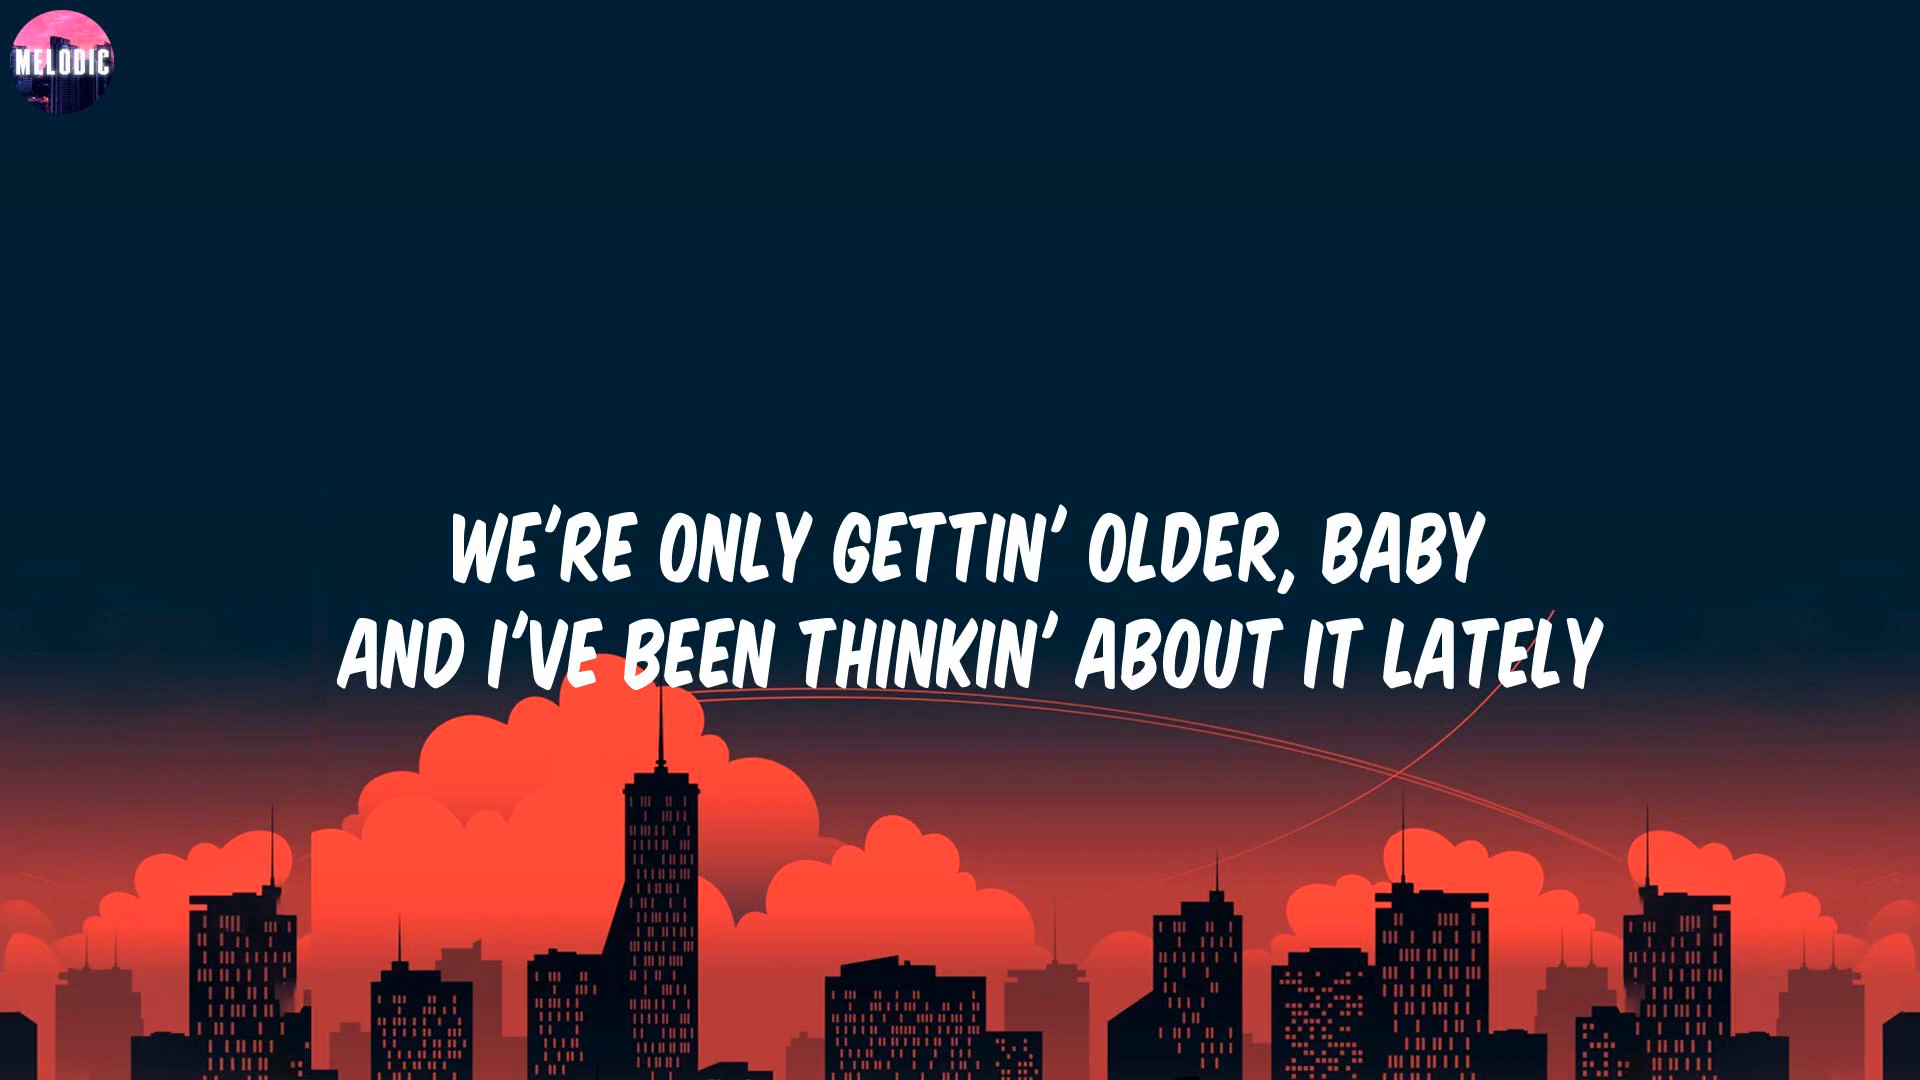 MELODIC
WE'RE ONLY GETTIN' OLDER, BABY
AND I'VE BEEN THINKIN' ABOUT IT LATELY